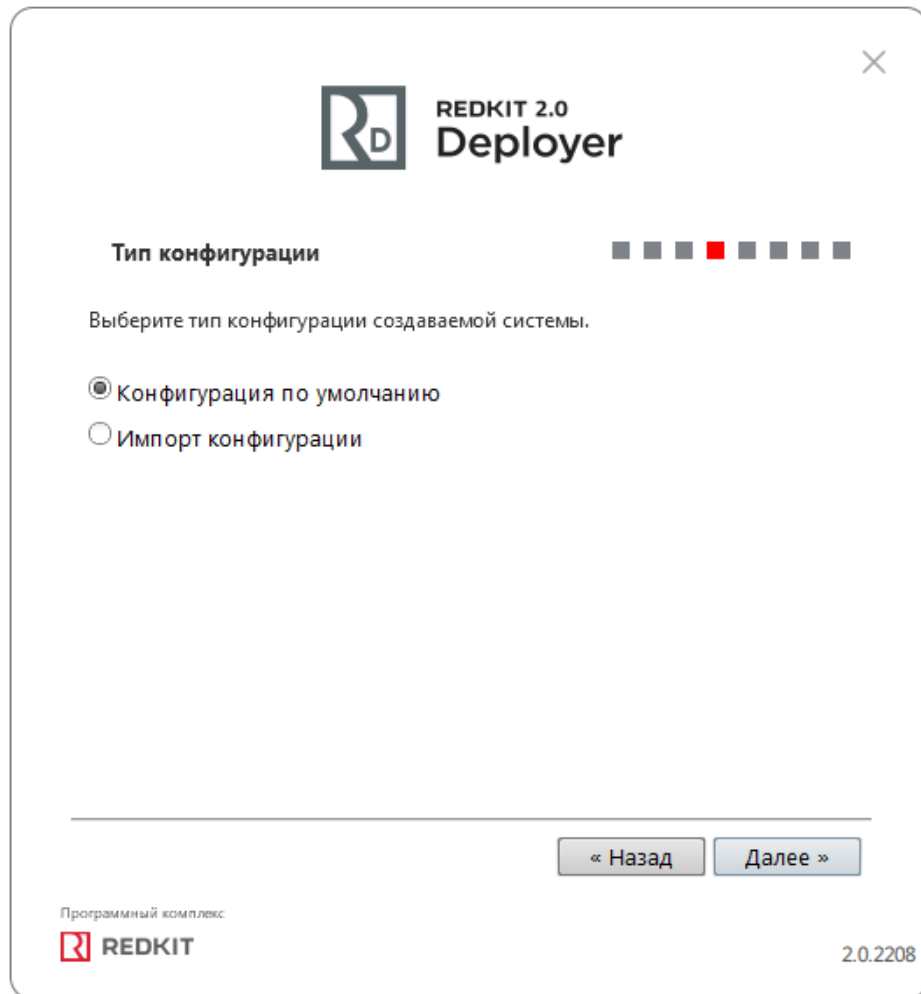 REDKIT 2.0
RD Deployer
Тип конфигурации
Выберите тип конфигурации создаваемой системы.
Конфигурация по умолчанию
Импорт конфигурации
« Назад Далее »
Программный комплекс
R REDKIT
2.0.2208